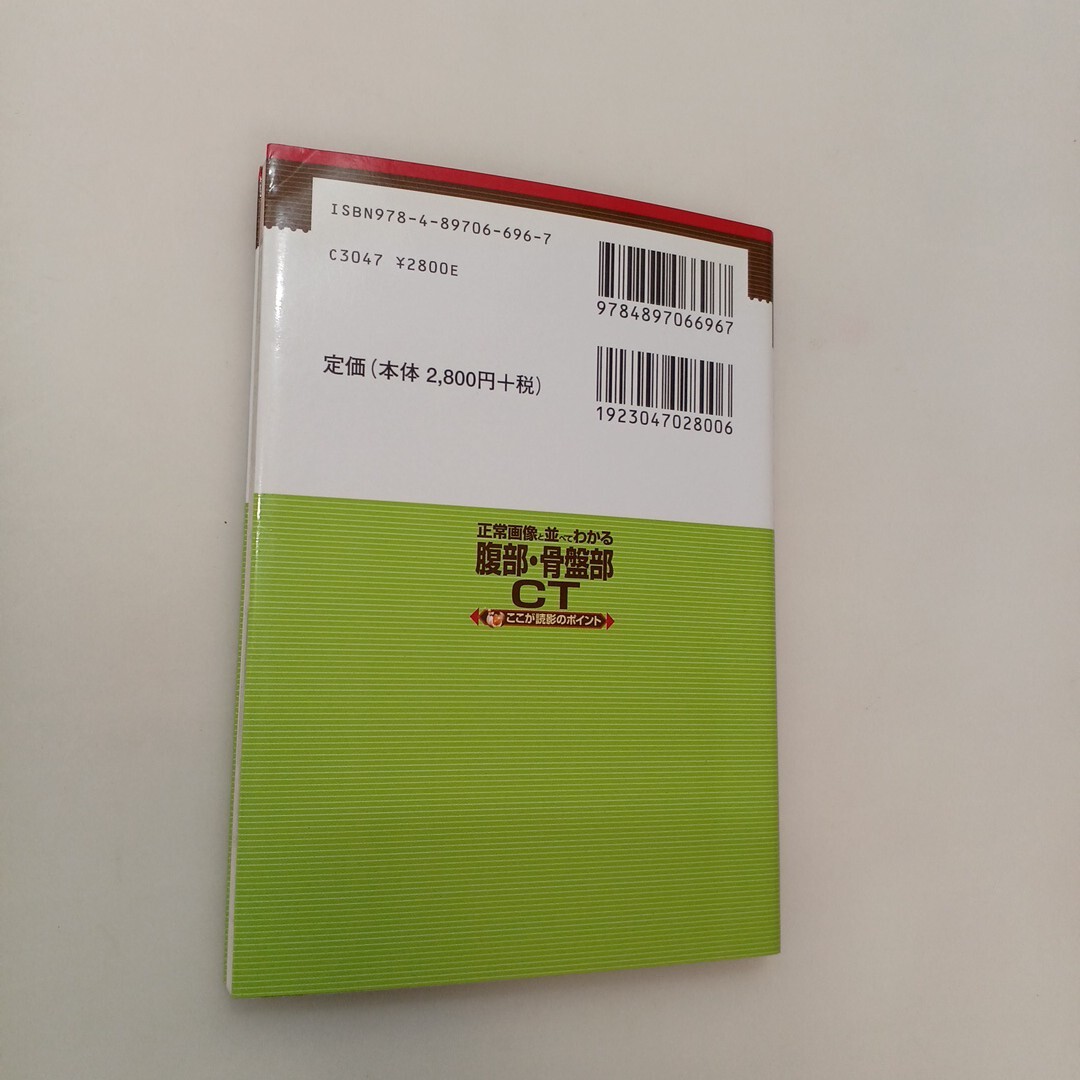 ISBN978-4-89706-696-7
C3047 ¥2800E
9784897066967
定価(本体 2,800円+税)
1923047028006
正常画像と並べてわかる
腹部・骨盤部
CT
ここが読影のポイント